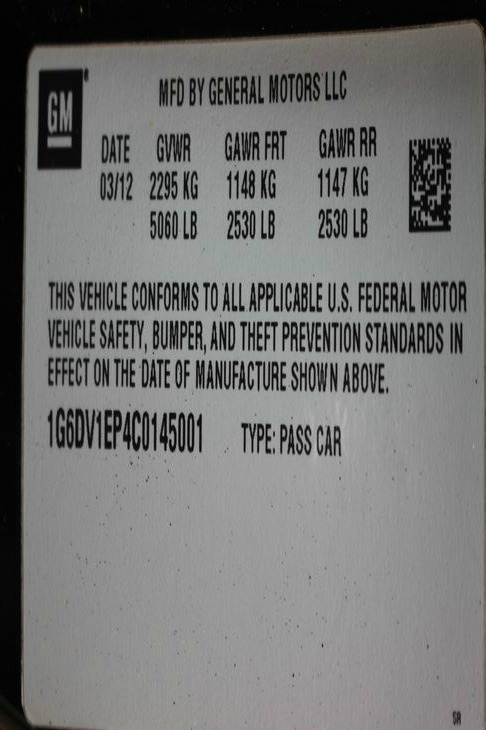 GM
MFD BY GENERAL MOTORS LLC
DATE GVWR GAWR FRT GAWR RR
03/12 2295 KG 1148 KG 1147 KG
5060 LB 2530 LB 2530 LB
THIS VEHICLE CONFORMS TO ALL APPLICABLE U.S. FEDERAL MOTOR
VEHICLE SAFETY, BUMPER, AND THEFT PREVENTION STANDARDS IN
EFFECT ON THE DATE OF MANUFACTURE SHOWN ABOVE.
1G6DV1EP4C0145001 TYPE: PASS CAR
SR